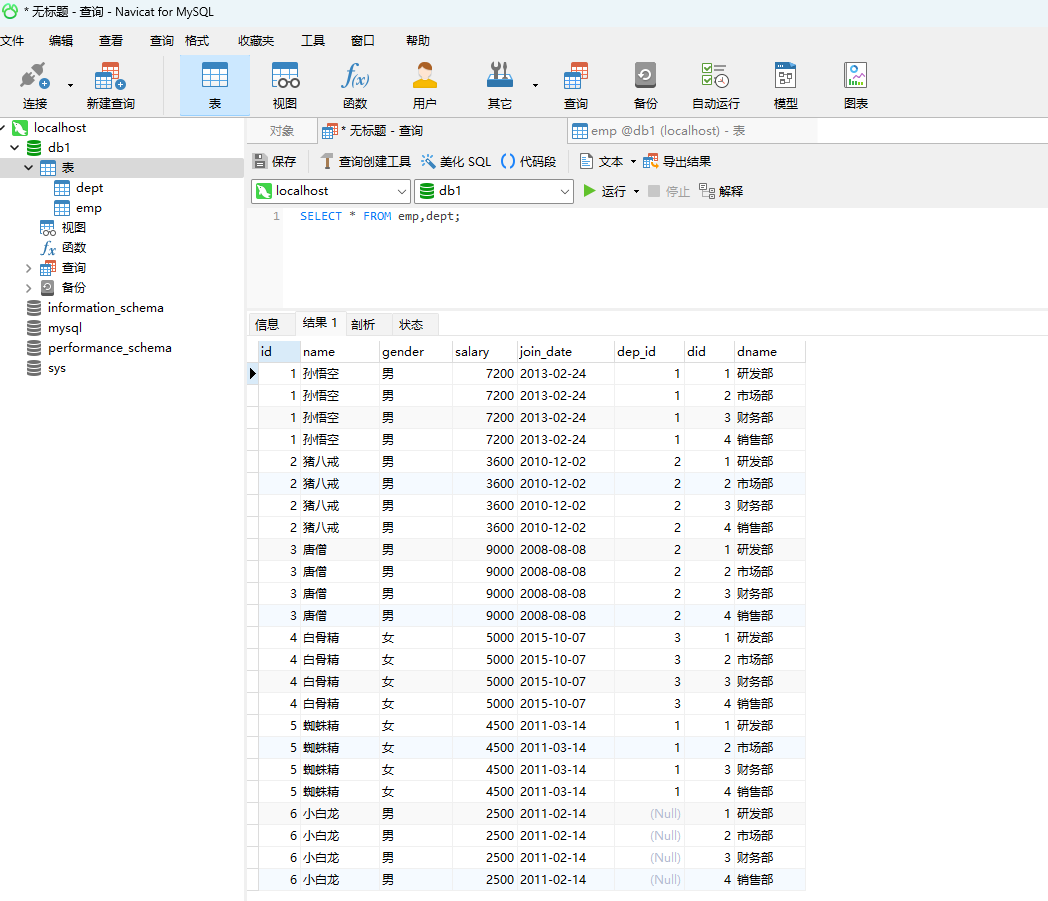 * 无标题 - 查询 - Navicat for MySQL
文件 编辑 查看 查询 格式 收藏夹 工具 窗口 帮助
连接 新建查询 表 视图 函数 用户 其它 查询 备份 自动运行 模型 图表
localhost
db1
表
dept
emp
视图
函数
查询
备份
information_schema
mysql
performance_schema
sys
对象 * 无标题 - 查询 emp @db1 (localhost) - 表
保存 查询创建工具 美化 SQL 代码段 文本 导出结果
localhost db1 运行 停止 解释
1 SELECT * FROM emp,dept;
信息 结果 1 剖析 状态
id name gender salary join_date dep_id did dname
1 孙悟空 男 7200 2013-02-24 1 1 研发部
1 孙悟空 男 7200 2013-02-24 1 2 市场部
1 孙悟空 男 7200 2013-02-24 1 3 财务部
1 孙悟空 男 7200 2013-02-24 1 4 销售部
2 猪八戒 男 3600 2010-12-02 2 1 研发部
2 猪八戒 男 3600 2010-12-02 2 2 市场部
2 猪八戒 男 3600 2010-12-02 2 3 财务部
2 猪八戒 男 3600 2010-12-02 2 4 销售部
3 唐僧 男 9000 2008-08-08 2 1 研发部
3 唐僧 男 9000 2008-08-08 2 2 市场部
3 唐僧 男 9000 2008-08-08 2 3 财务部
3 唐僧 男 9000 2008-08-08 2 4 销售部
4 白骨精 女 5000 2015-10-07 3 1 研发部
4 白骨精 女 5000 2015-10-07 3 2 市场部
4 白骨精 女 5000 2015-10-07 3 3 财务部
4 白骨精 女 5000 2015-10-07 3 4 销售部
5 蜘蛛精 女 4500 2011-03-14 1 1 研发部
5 蜘蛛精 女 4500 2011-03-14 1 2 市场部
5 蜘蛛精 女 4500 2011-03-14 1 3 财务部
5 蜘蛛精 女 4500 2011-03-14 1 4 销售部
6 小白龙 男 2500 2011-02-14 (Null) 1 研发部
6 小白龙 男 2500 2011-02-14 (Null) 2 市场部
6 小白龙 男 2500 2011-02-14 (Null) 3 财务部
6 小白龙 男 2500 2011-02-14 (Null) 4 销售部